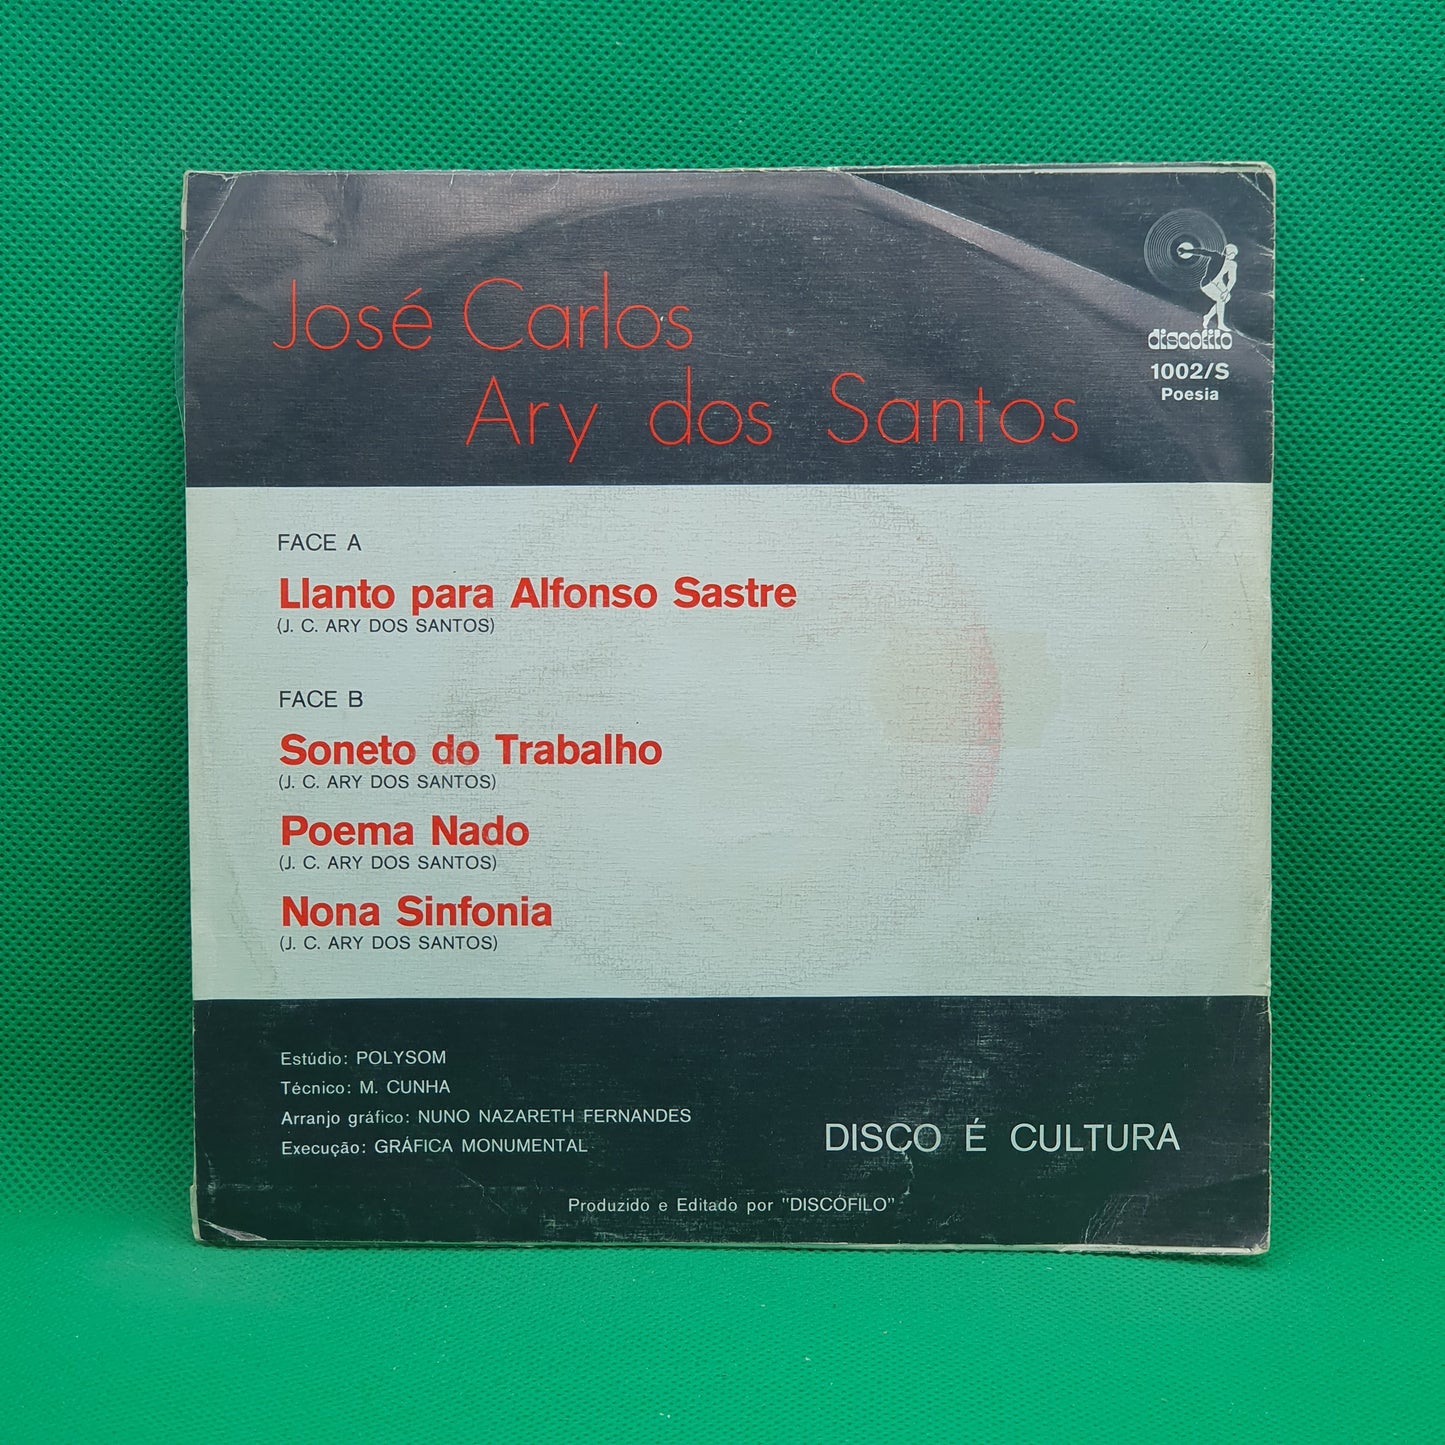 José Carlos
Ary dos Santos
discófilo
1002/S
Poesia
FACE A
Llanto para Alfonso Sastre
(J. C. ARY DOS SANTOS)
FACE B
Soneto do Trabalho
(J. C. ARY DOS SANTOS)
Poema Nado
(J. C. ARY DOS SANTOS)
Nona Sinfonia
(J. C. ARY DOS SANTOS)
Estúdio: POLYSOM
Técnico: M. CUNHA
Arranjo gráfico: NUNO NAZARETH FERNANDES
Execução: GRÁFICA MONUMENTAL
DISCO É CULTURA
Produzido e Editado por "DISCÓFILO"